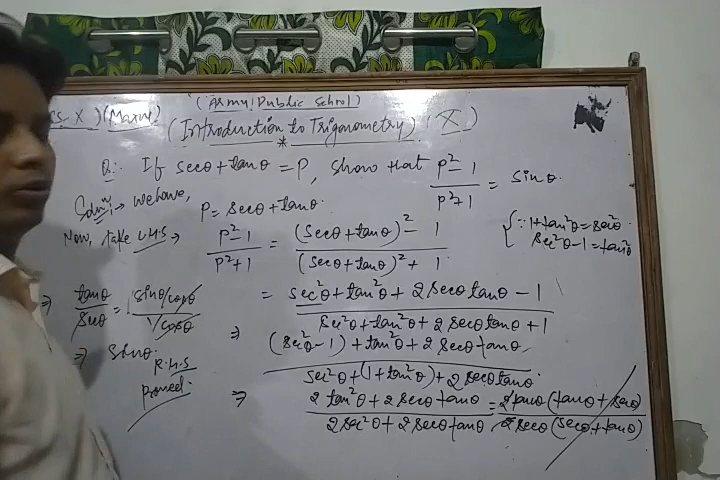 (Army Public School)
X) (Maxwl)
(Introduction to Trigonometry) (X)
Q:- If secθ + tanθ = P, show that (P² - 1)/(P² + 1) = sinθ.
Solun:→ we have,
P = secθ + tanθ.
Now, take L.H.S → (P² - 1)/(P² + 1) = ((secθ + tanθ)² - 1)/((secθ + tanθ)² + 1)
{∵ 1 + tan²θ = sec²θ
sec²θ - 1 = tan²θ
= (sec²θ + tan²θ + 2 secθ tanθ - 1)/(sec²θ + tan²θ + 2 secθ tanθ + 1)
⇒ ((sec²θ - 1) + tan²θ + 2 secθ tanθ)/(sec²θ + (1 + tan²θ) + 2 secθ tanθ)
⇒ (2 tan²θ + 2 secθ tanθ)/(2 sec²θ + 2 secθ tanθ) = 2 tanθ (tanθ + secθ)/2 secθ (secθ + tanθ)
⇒ tanθ/secθ = (sinθ/cosθ)/(1/cosθ)
⇒ sinθ.
R.H.S
Proved.